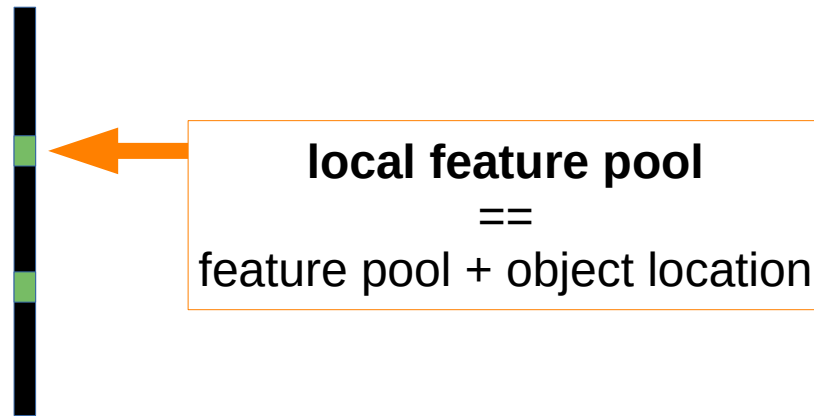 local feature pool
==
feature pool + object location